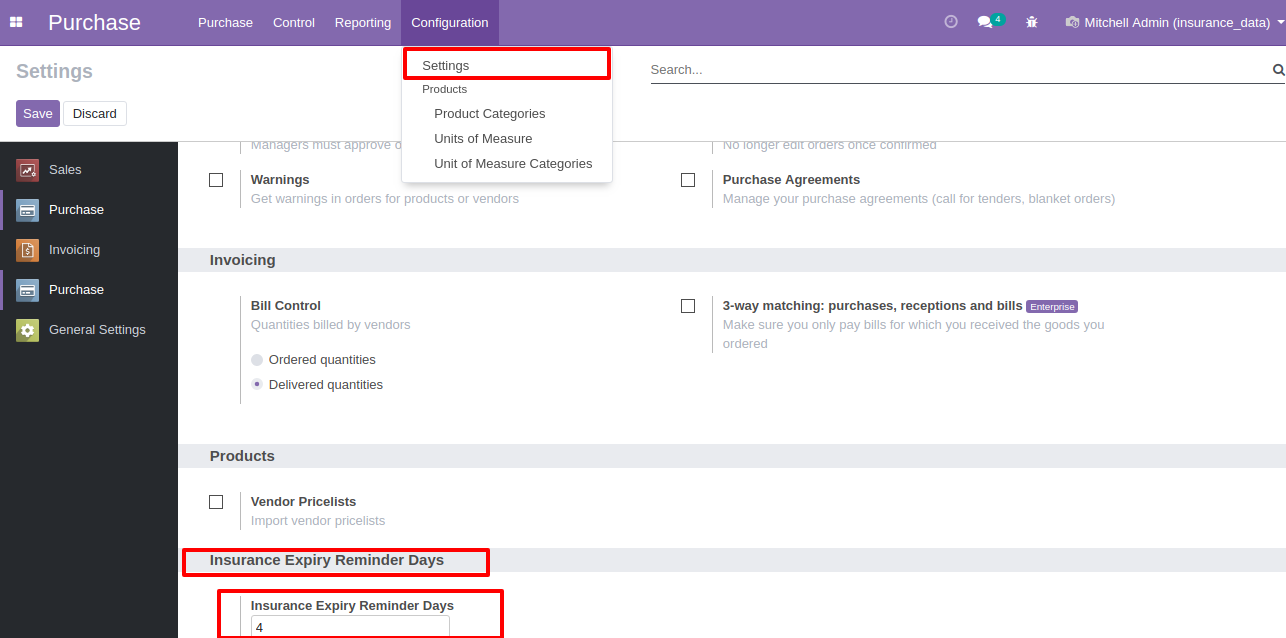 Purchase
Purchase Control Reporting Configuration
4
Mitchell Admin (insurance_data)
Settings
Search...
Save Discard
Settings
Products
Product Categories
Units of Measure
Unit of Measure Categories
Sales
Purchase
Invoicing
Purchase
General Settings
Managers must approve
No longer edit orders once confirmed
Warnings
Get warnings in orders for products or vendors
Purchase Agreements
Manage your purchase agreements (call for tenders, blanket orders)
Invoicing
Bill Control
Quantities billed by vendors
Ordered quantities
Delivered quantities
3-way matching: purchases, receptions and bills Enterprise
Make sure you only pay bills for which you received the goods you
ordered
Products
Vendor Pricelists
Import vendor pricelists
Insurance Expiry Reminder Days
Insurance Expiry Reminder Days
4